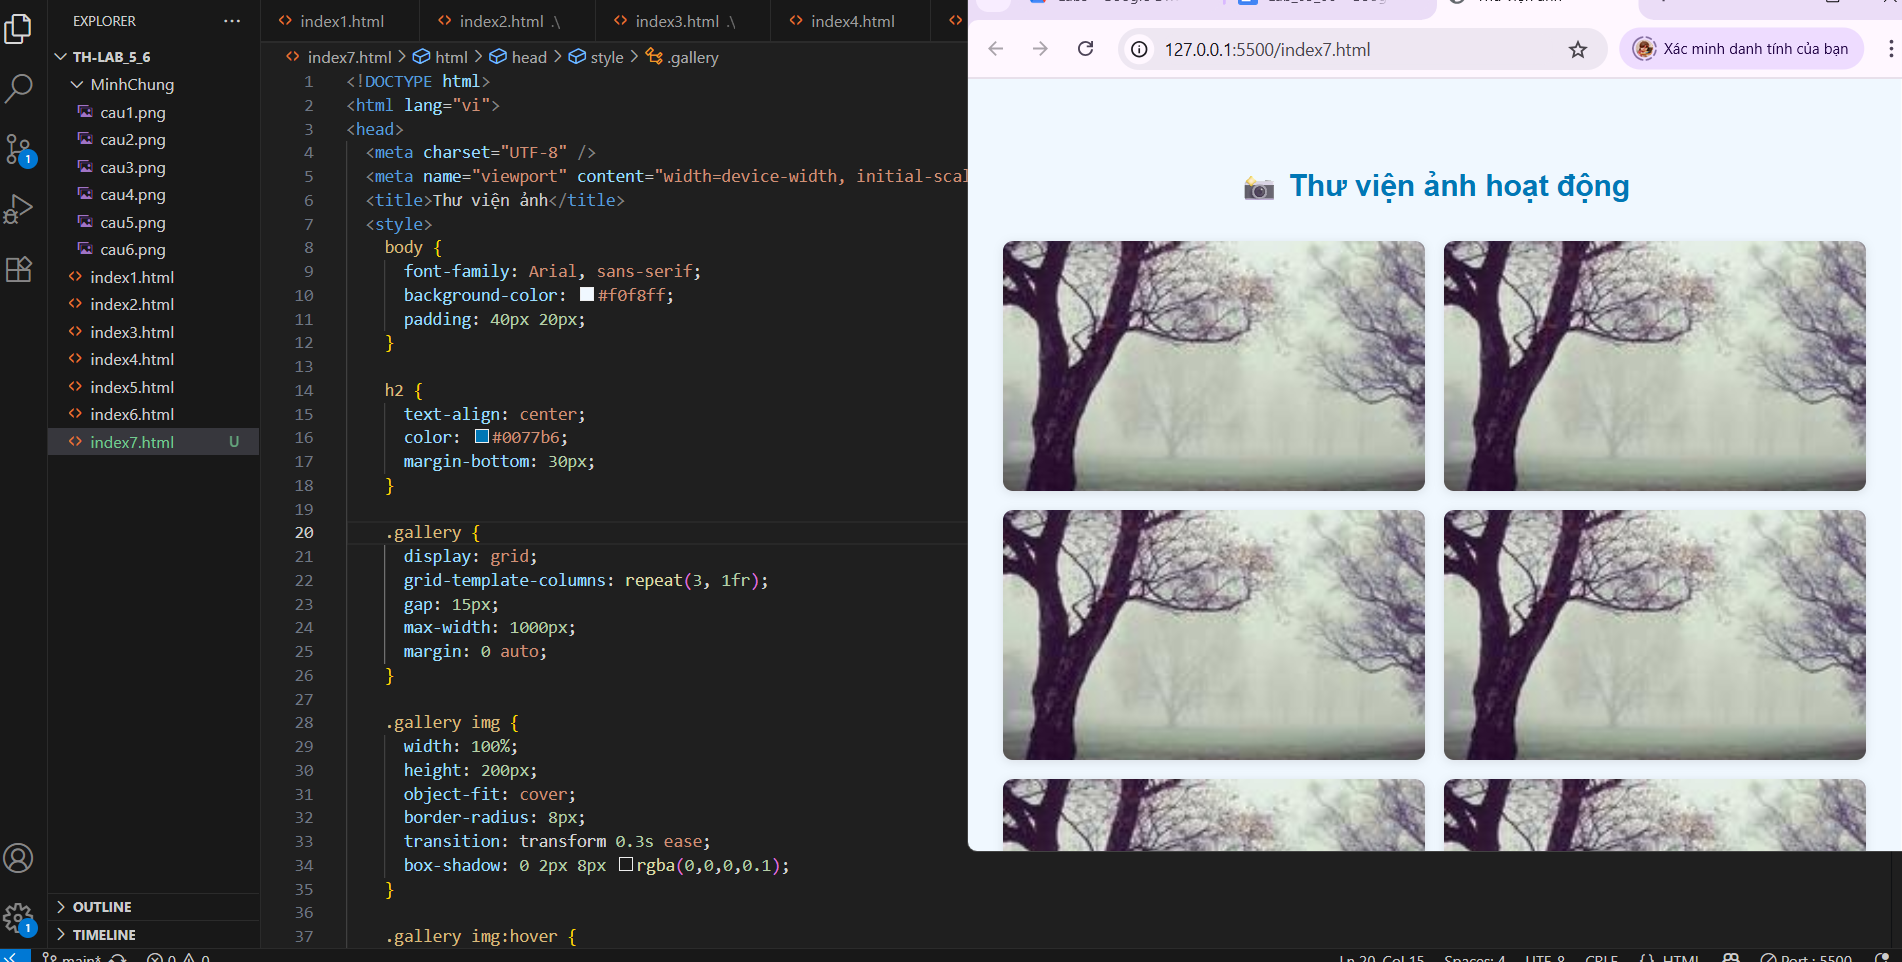 EXPLORER
TH-LAB_5_6
MinhChung
cau1.png
cau2.png
cau3.png
cau4.png
cau5.png
cau6.png
index1.html
index2.html
index3.html
index4.html
index5.html
index6.html
index7.html U
OUTLINE
TIMELINE
1
1
index1.html
index2.html .\
index3.html .\
index4.html
index7.html > html > head > style > .gallery
1 <!DOCTYPE html>
2 <html lang="vi">
3 <head>
4 <meta charset="UTF-8" />
5 <meta name="viewport" content="width=device-width, initial-scal
6 <title>Thư viện ảnh</title>
7 <style>
8 body {
9 font-family: Arial, sans-serif;
10 background-color: #f0f8ff;
11 padding: 40px 20px;
12 }
13
14 h2 {
15 text-align: center;
16 color: #0077b6;
17 margin-bottom: 30px;
18 }
19
20 .gallery {
21 display: grid;
22 grid-template-columns: repeat(3, 1fr);
23 gap: 15px;
24 max-width: 1000px;
25 margin: 0 auto;
26 }
27
28 .gallery img {
29 width: 100%;
30 height: 200px;
31 object-fit: cover;
32 border-radius: 8px;
33 transition: transform 0.3s ease;
34 box-shadow: 0 2px 8px rgba(0,0,0,0.1);
35 }
36
37 .gallery img:hover {
127.0.0.1:5500/index7.html
Xác minh danh tính của bạn
Thư viện ảnh hoạt động
main* 0 0
Ln 20, Col 15 Spaces: 4 UTF-8 CRLF {} HTML Port : 5500